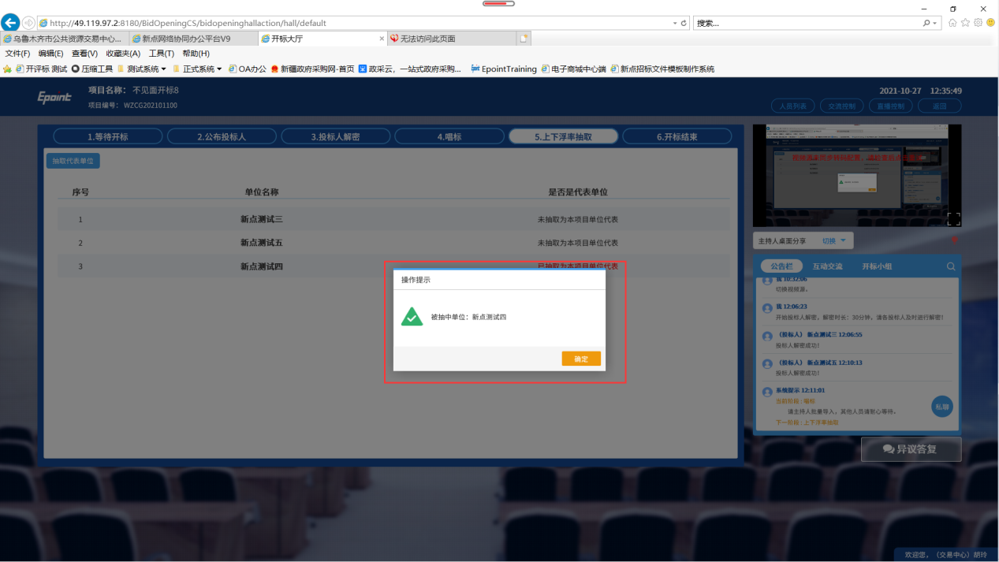 http://49.119.97.2:8180/BidOpeningCS/bidopeninghallaction/hall/default
搜索...
乌鲁木齐市公共资源交易中心...
新点网络协同办公平台V9
开标大厅
无法访问此页面
文件(F) 编辑(E) 查看(V) 收藏夹(A) 工具(T) 帮助(H)
开评标 测试 压缩工具 测试系统 正式系统 OA办公 新疆政府采购网-首页 政采云，一站式政府采购... EpointTraining 电子商城中心端 新点招标文件模板制作系统
Epoint
项目名称： 不见面开标8
项目编号： WZCG202101100
2021-10-27 12:35:49
人员列表 交流控制 直播控制 返回
1.等待开标 2.公布投标人 3.投标人解密 4.唱标 5.上下浮率抽取 6.开标结束
抽取代表单位
序号 单位名称 是否是代表单位
1 新点测试三 未抽取为本项目单位代表
2 新点测试五 未抽取为本项目单位代表
3 新点测试四 已抽取为本项目单位代表
操作提示
被抽中单位：新点测试四
确定
主持人桌面分享 切换
公告栏 互动交流 开标小组
我 10:32:06
切换视频源。
我 12:06:23
开始投标人解密，解密时长：30分钟，请各投标人及时进行解密！
（投标人） 新点测试三 12:06:55
投标人解密成功！
（投标人） 新点测试五 12:10:13
投标人解密成功！
系统提示 12:11:01
当前阶段：唱标
请主持人批量导入，其他人员请耐心等待。
下一阶段：上下浮率抽取
私聊
异议答复
欢迎您，（交易中心）胡玲